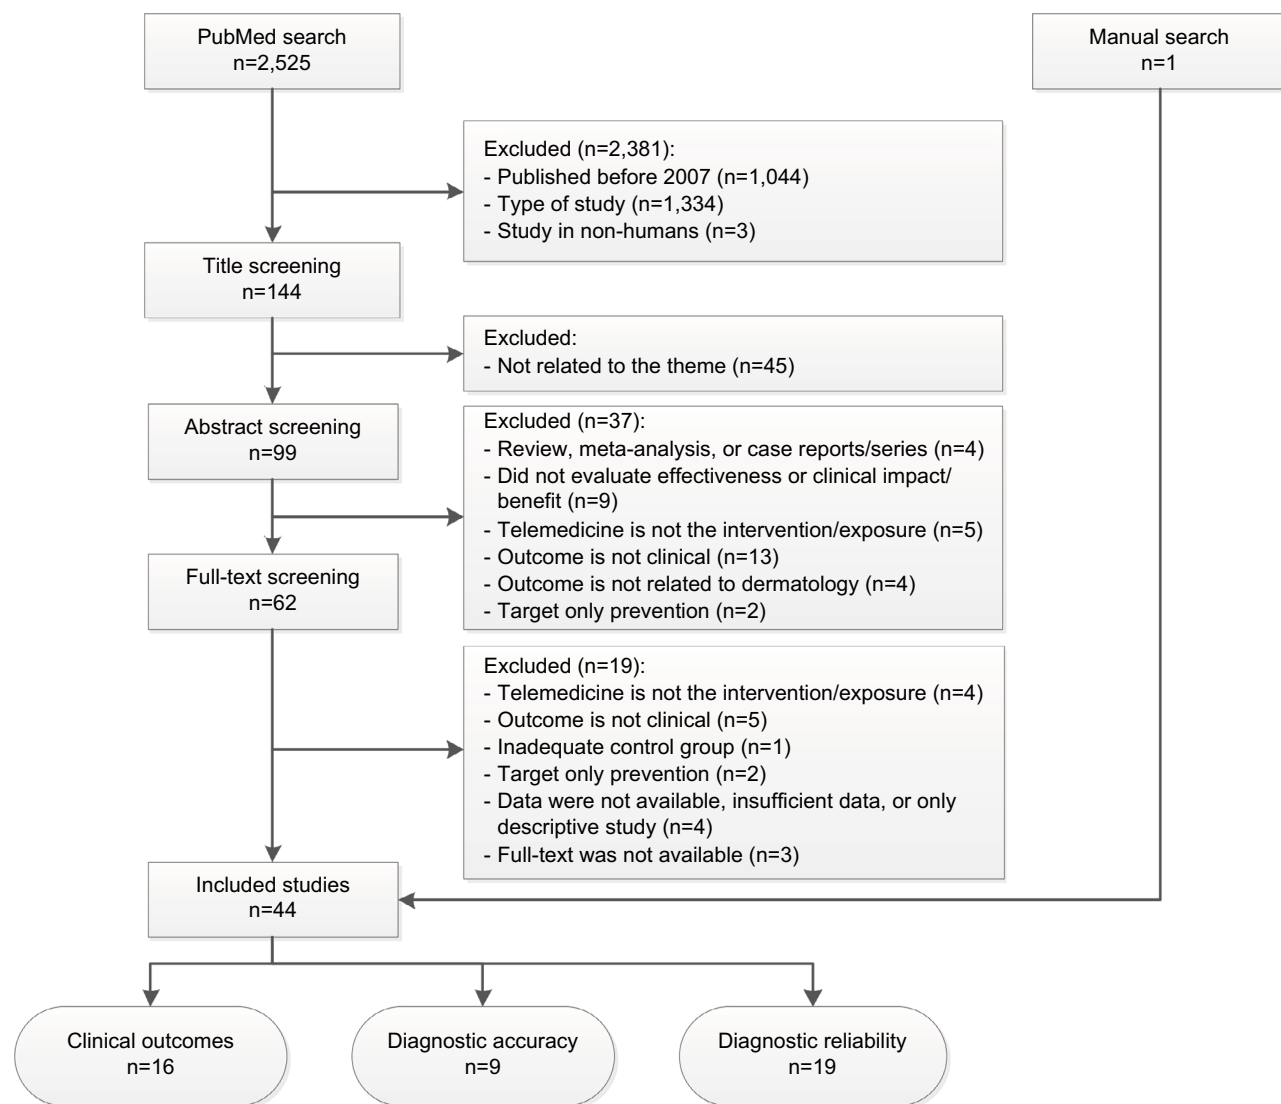 PubMed search
n=2,525
Manual search
n=1
Excluded (n=2,381):
- Published before 2007 (n=1,044)
- Type of study (n=1,334)
- Study in non-humans (n=3)
Title screening
n=144
Excluded:
- Not related to the theme (n=45)
Abstract screening
n=99
Excluded (n=37):
- Review, meta-analysis, or case reports/series (n=4)
- Did not evaluate effectiveness or clinical impact/
benefit (n=9)
- Telemedicine is not the intervention/exposure (n=5)
- Outcome is not clinical (n=13)
- Outcome is not related to dermatology (n=4)
- Target only prevention (n=2)
Full-text screening
n=62
Excluded (n=19):
- Telemedicine is not the intervention/exposure (n=4)
- Outcome is not clinical (n=5)
- Inadequate control group (n=1)
- Target only prevention (n=2)
- Data were not available, insufficient data, or only
descriptive study (n=4)
- Full-text was not available (n=3)
Included studies
n=44
Clinical outcomes
n=16
Diagnostic accuracy
n=9
Diagnostic reliability
n=19